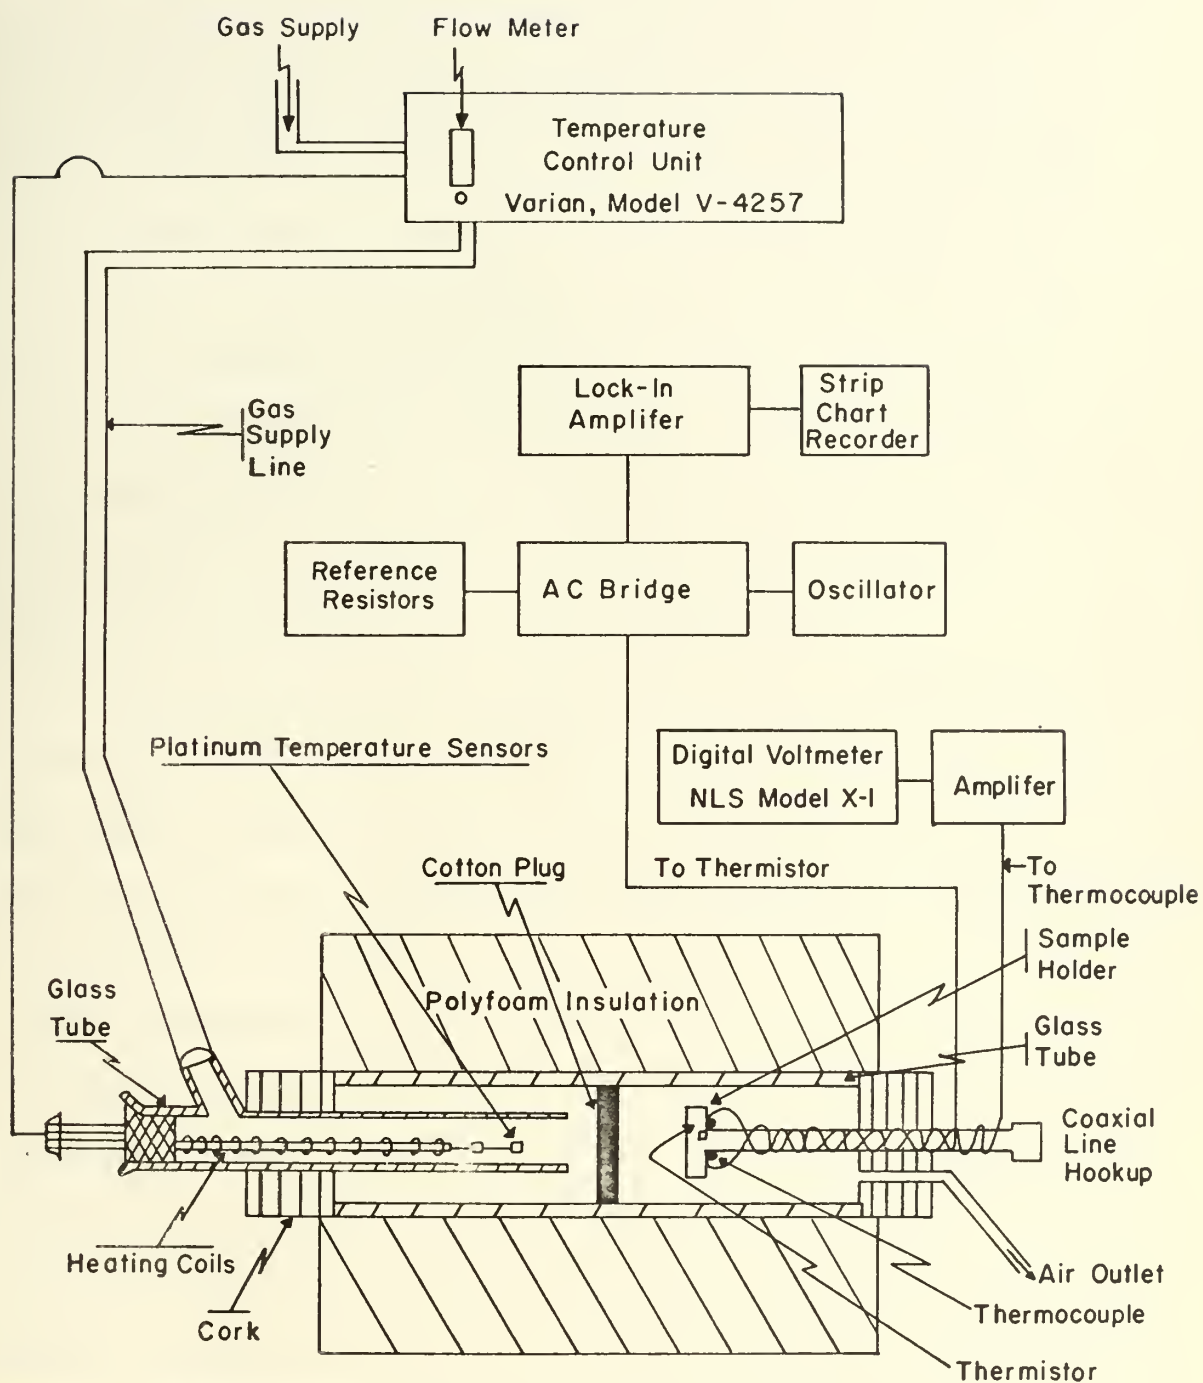 Gas Supply
Flow Meter
Temperature
Control Unit
Varian, Model V-4257
Gas
Supply
Line
Lock-In
Amplifer
Strip
Chart
Recorder
Reference
Resistors
AC Bridge
Oscillator
Platinum Temperature Sensors
Digital Voltmeter
NLS Model X-1
Amplifer
Cotton Plug
To Thermistor
To
Thermocouple
Sample
Holder
Glass
Tube
Polyfoam Insulation
Glass
Tube
Coaxial
Line
Hookup
Heating Coils
Cork
Air Outlet
Thermocouple
Thermistor